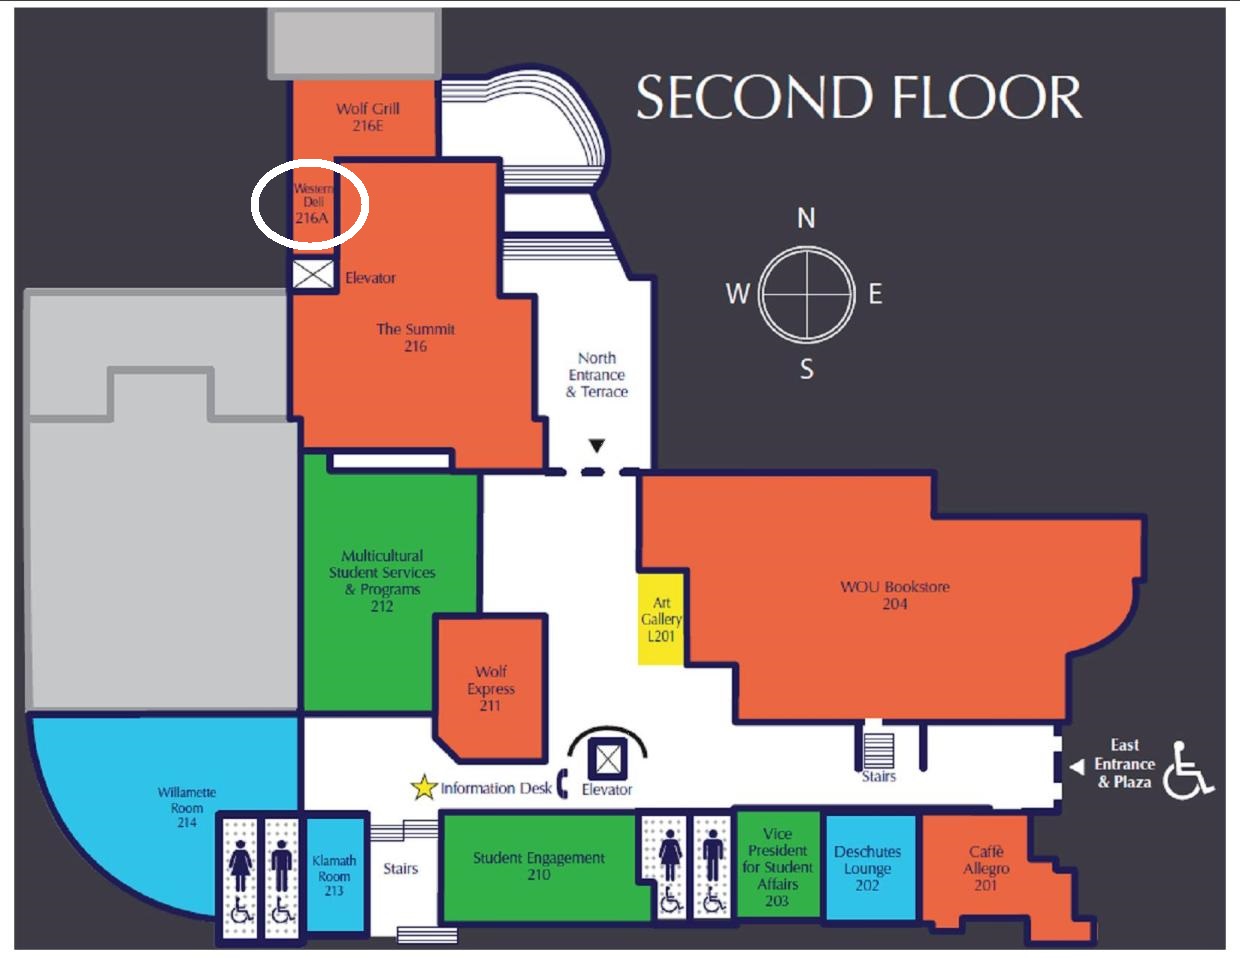 SECOND FLOOR
Wolf Grill
216E
Western
Deli
216A
Elevator
The Summit
216
North
Entrance
& Terrace
N
W
E
S
Multicultural
Student Services
& Programs
212
Wolf
Express
211
Art
Gallery
L201
WOU Bookstore
204
Willamette
Room
214
Information Desk
Elevator
Stairs
East
Entrance
& Plaza
Klamath
Room
213
Stairs
Student Engagement
210
Vice
President
for Student
Affairs
203
Deschutes
Lounge
202
Caffè
Allegro
201